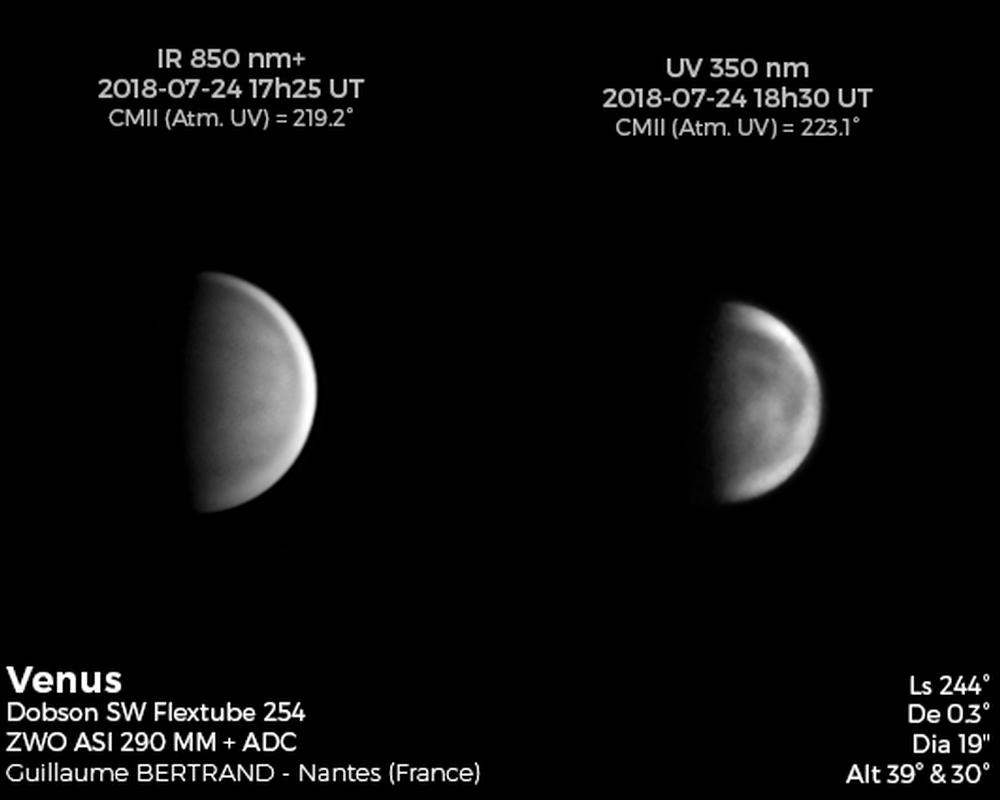 IR 850 nm+
2018-07-24 17h25 UT
CMII (Atm. UV) = 219.2°
UV 350 nm
2018-07-24 18h30 UT
CMII (Atm. UV) = 223.1°
Venus
Dobson SW Flextube 254
ZWO ASI 290 MM + ADC
Guillaume BERTRAND - Nantes (France)
Ls 244°
De 0.3°
Dia 19"
Alt 39° & 30°